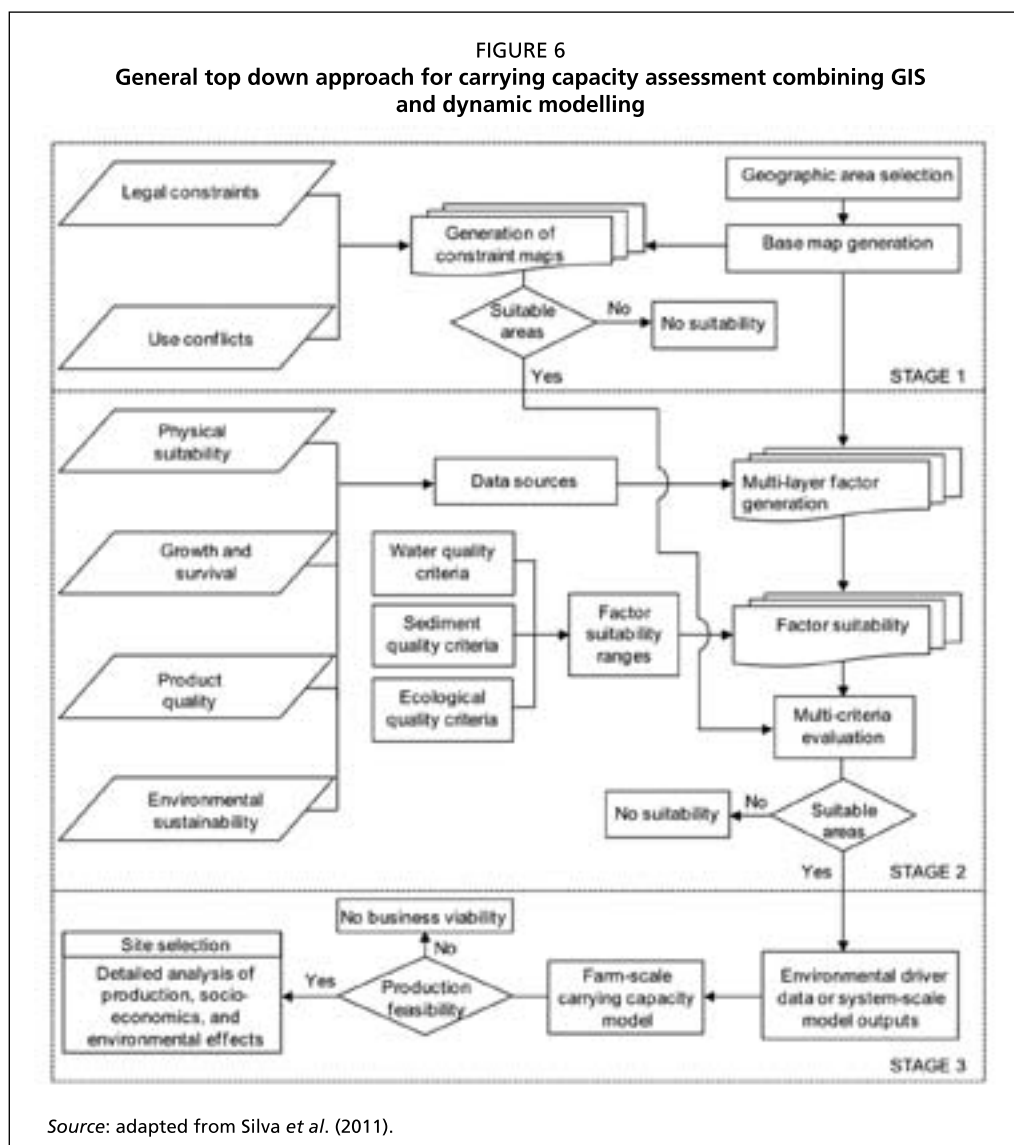 FIGURE 6
General top down approach for carrying capacity assessment combining GIS
and dynamic modelling
Legal constraints
Use conflicts
Generation of
constraint maps
Geographic area selection
Base map generation
Suitable
areas
No
No suitability
Yes
STAGE 1
Physical
suitability
Growth and
survival
Product
quality
Environmental
sustainability
Data sources
Multi-layer factor
generation
Water quality
criteria
Sediment
quality criteria
Ecological
quality criteria
Factor
suitability
ranges
Factor suitability
Multi-criteria
evaluation
Suitable
areas
No
No suitability
Yes
STAGE 2
Environmental driver
data or system-scale
model outputs
Farm-scale
carrying capacity
model
Production
feasibility
No
No business viability
Yes
Site selection
Detailed analysis of
production, socio-
economics, and
environmental effects
STAGE 3
Source: adapted from Silva et al. (2011).